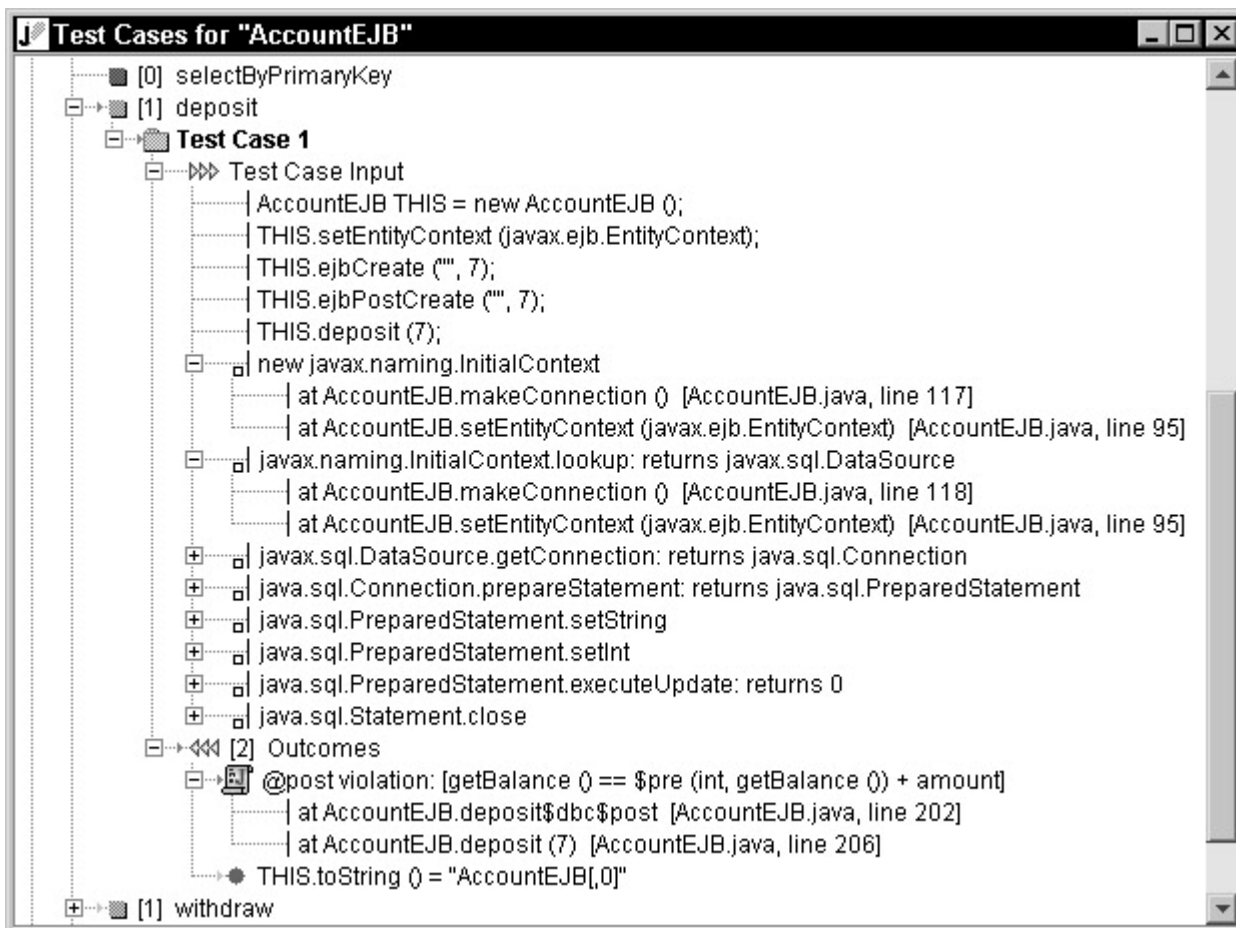 Test Cases for "AccountEJB"
[0] selectByPrimaryKey
[1] deposit
Test Case 1
Test Case Input
AccountEJB THIS = new AccountEJB ();
THIS.setEntityContext (javax.ejb.EntityContext);
THIS.ejbCreate ("", 7);
THIS.ejbPostCreate ("", 7);
THIS.deposit (7);
new javax.naming.InitialContext
at AccountEJB.makeConnection () [AccountEJB.java, line 117]
at AccountEJB.setEntityContext (javax.ejb.EntityContext) [AccountEJB.java, line 95]
javax.naming.InitialContext.lookup: returns javax.sql.DataSource
at AccountEJB.makeConnection () [AccountEJB.java, line 118]
at AccountEJB.setEntityContext (javax.ejb.EntityContext) [AccountEJB.java, line 95]
javax.sql.DataSource.getConnection: returns java.sql.Connection
java.sql.Connection.prepareStatement: returns java.sql.PreparedStatement
java.sql.PreparedStatement.setString
java.sql.PreparedStatement.setInt
java.sql.PreparedStatement.executeUpdate: returns 0
java.sql.Statement.close
[2] Outcomes
@post violation: [getBalance () == $pre (int, getBalance ()) + amount]
at AccountEJB.deposit$dbc$post [AccountEJB.java, line 202]
at AccountEJB.deposit (7) [AccountEJB.java, line 206]
THIS.toString () = "AccountEJB[,0]"
[1] withdraw